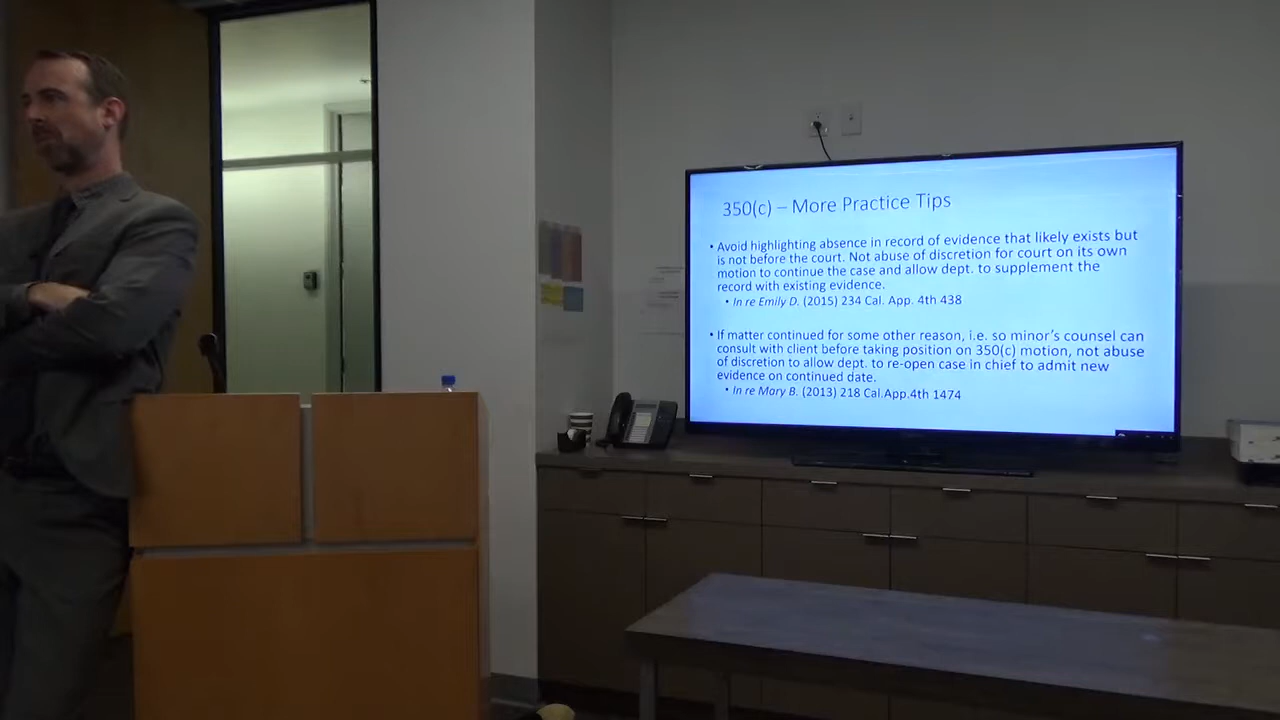 350(c) – More Practice Tips
• Avoid highlighting absence in record of evidence that likely exists but
is not before the court. Not abuse of discretion for court on its own
motion to continue the case and allow dept. to supplement the
record with existing evidence.
• In re Emily D. (2015) 234 Cal. App. 4th 438
• If matter continued for some other reason, i.e. so minor's counsel can
consult with client before taking position on 350(c) motion, not abuse
of discretion to allow dept. to re-open case in chief to admit new
evidence on continued date.
• In re Mary B. (2013) 218 Cal.App.4th 1474